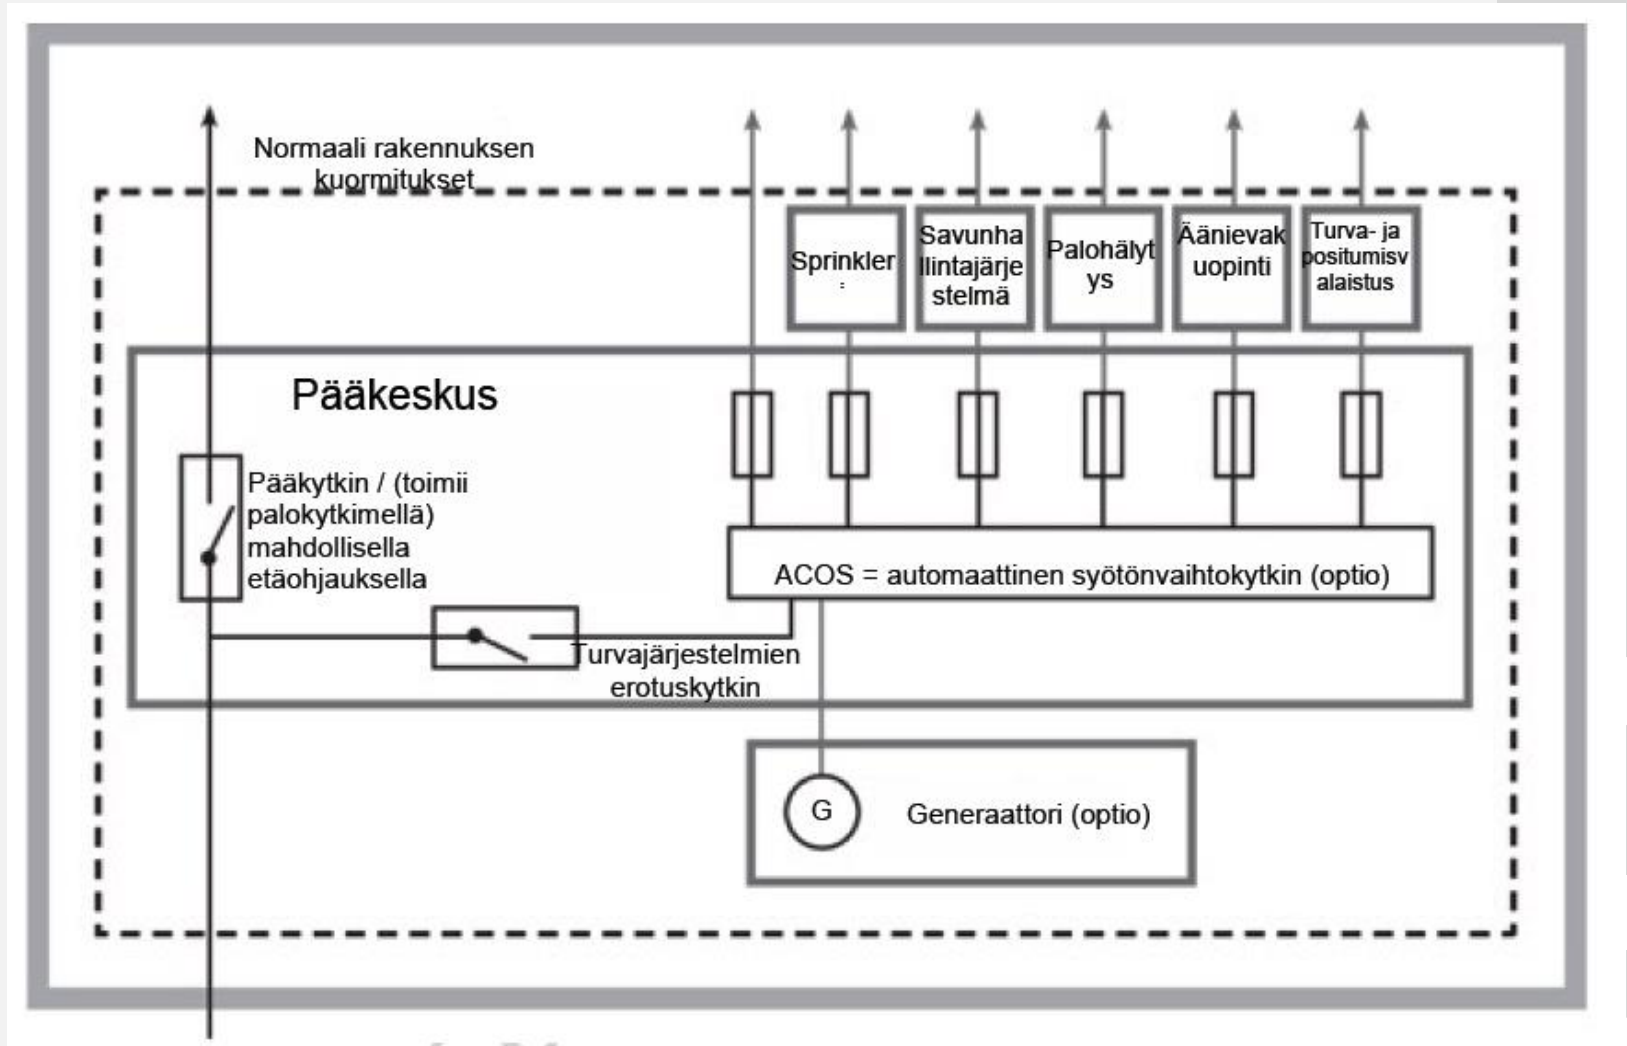 Normaali rakennuksen
kuormitukset
Sprinkler
:
Savunha
llintajärje
stelmä
Palohälyt
ys
Äänievak
uopinti
Turva- ja
positumisv
alaistus
Pääkeskus
Pääkytkin / (toimii
palokytkimellä)
mahdollisella
etäohjauksella
ACOS = automaattinen syötönvaihtokytkin (optio)
Turvajärjestelmien
erotuskytkin
G
Generaattori (optio)